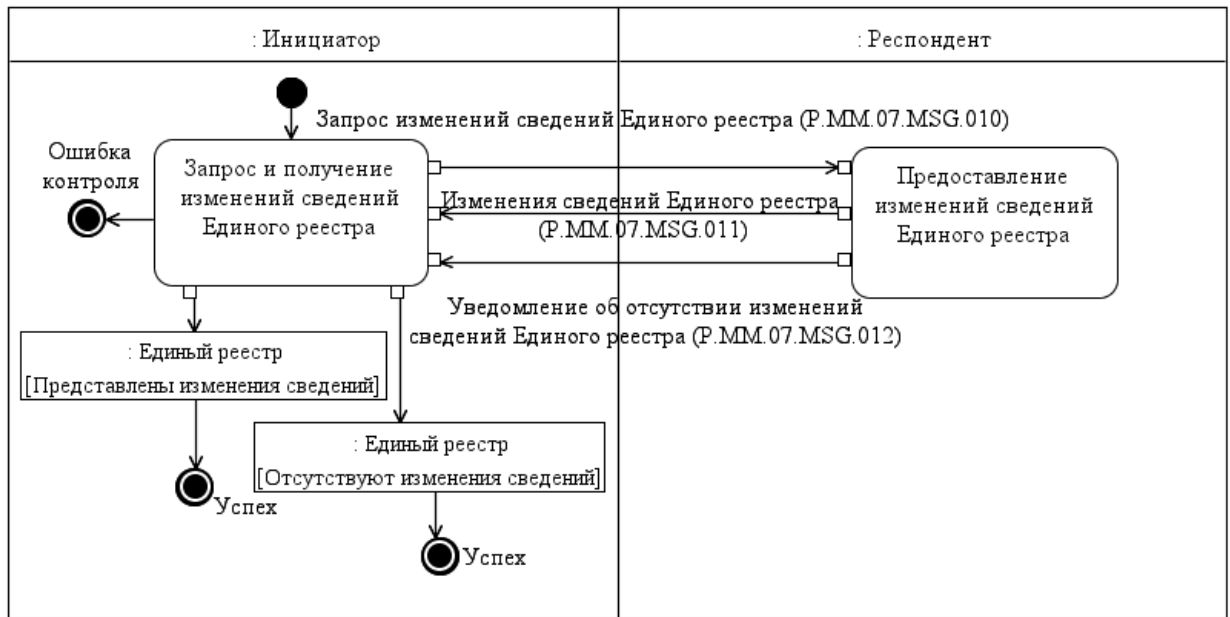 : Инициатор
: Респондент
Запрос изменений сведений Единого реестра (P.MM.07.MSG.010)
Ошибка
контроля
Запрос и получение
изменений сведений
Единого реестра
Предоставление
изменений сведений
Единого реестра
Изменения сведений Единого реестра
(P.MM.07.MSG.011)
Уведомление об отсутствии изменений
сведений Единого реестра (P.MM.07.MSG.012)
: Единый реестр
[Представлены изменения сведений]
: Единый реестр
[Отсутствуют изменения сведений]
Успех
Успех